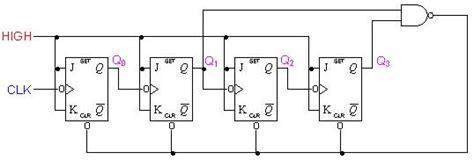 HIGH
SET SET SET SET
J Q Q0 J Q Q1 J Q Q2 J Q Q3
CLK
K Q̅ K Q̅ K Q̅ K Q̅
CLR CLR CLR CLR